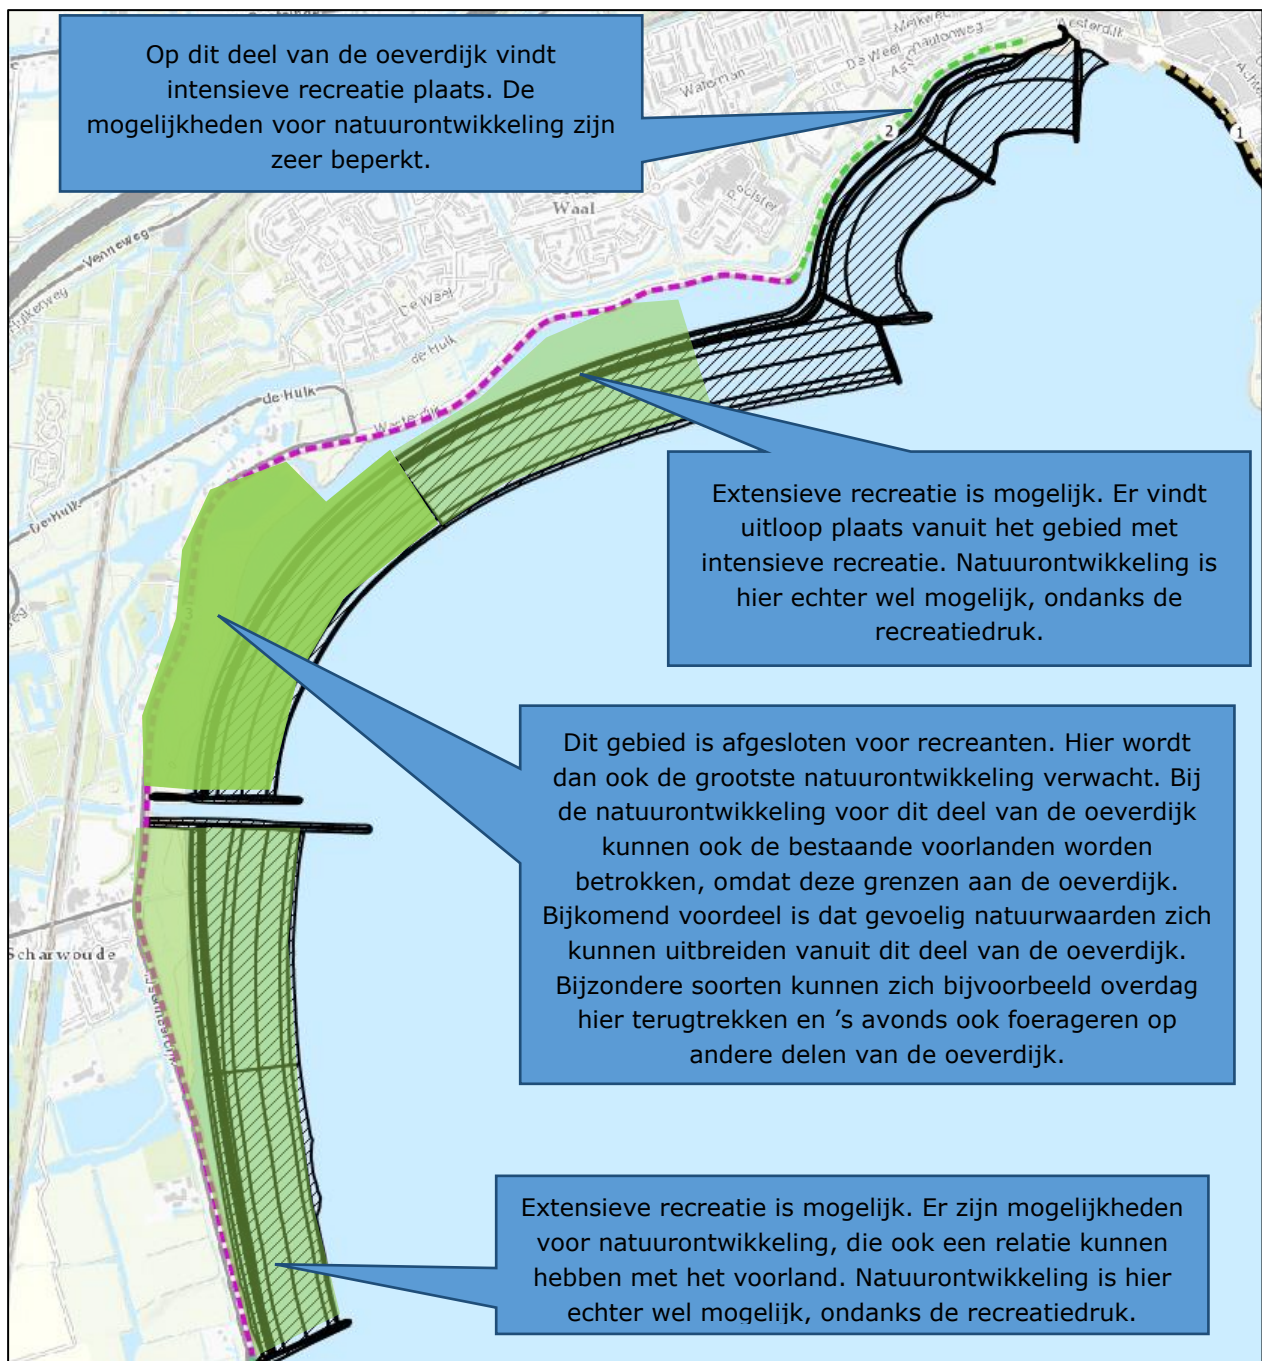 Op dit deel van de oeverdijk vindt
intensieve recreatie plaats. De
mogelijkheden voor natuurontwikkeling zijn
zeer beperkt.
De Weel
Waterman
Westerdijk
2
1
Waal
Venneweg
De Waal
de Hulk
de Hulk
Westerdijk
De Hulk
Extensieve recreatie is mogelijk. Er vindt
uitloop plaats vanuit het gebied met
intensieve recreatie. Natuurontwikkeling is
hier echter wel mogelijk, ondanks de
recreatiedruk.
3
Dit gebied is afgesloten voor recreanten. Hier wordt
dan ook de grootste natuurontwikkeling verwacht. Bij
de natuurontwikkeling voor dit deel van de oeverdijk
kunnen ook de bestaande voorlanden worden
betrokken, omdat deze grenzen aan de oeverdijk.
Bijkomend voordeel is dat gevoelig natuurwaarden zich
kunnen uitbreiden vanuit dit deel van de oeverdijk.
Bijzondere soorten kunnen zich bijvoorbeeld overdag
hier terugtrekken en ’s avonds ook foerageren op
andere delen van de oeverdijk.
Scharwoude
IJsselmeerdijk
Extensieve recreatie is mogelijk. Er zijn mogelijkheden
voor natuurontwikkeling, die ook een relatie kunnen
hebben met het voorland. Natuurontwikkeling is hier
echter wel mogelijk, ondanks de recreatiedruk.